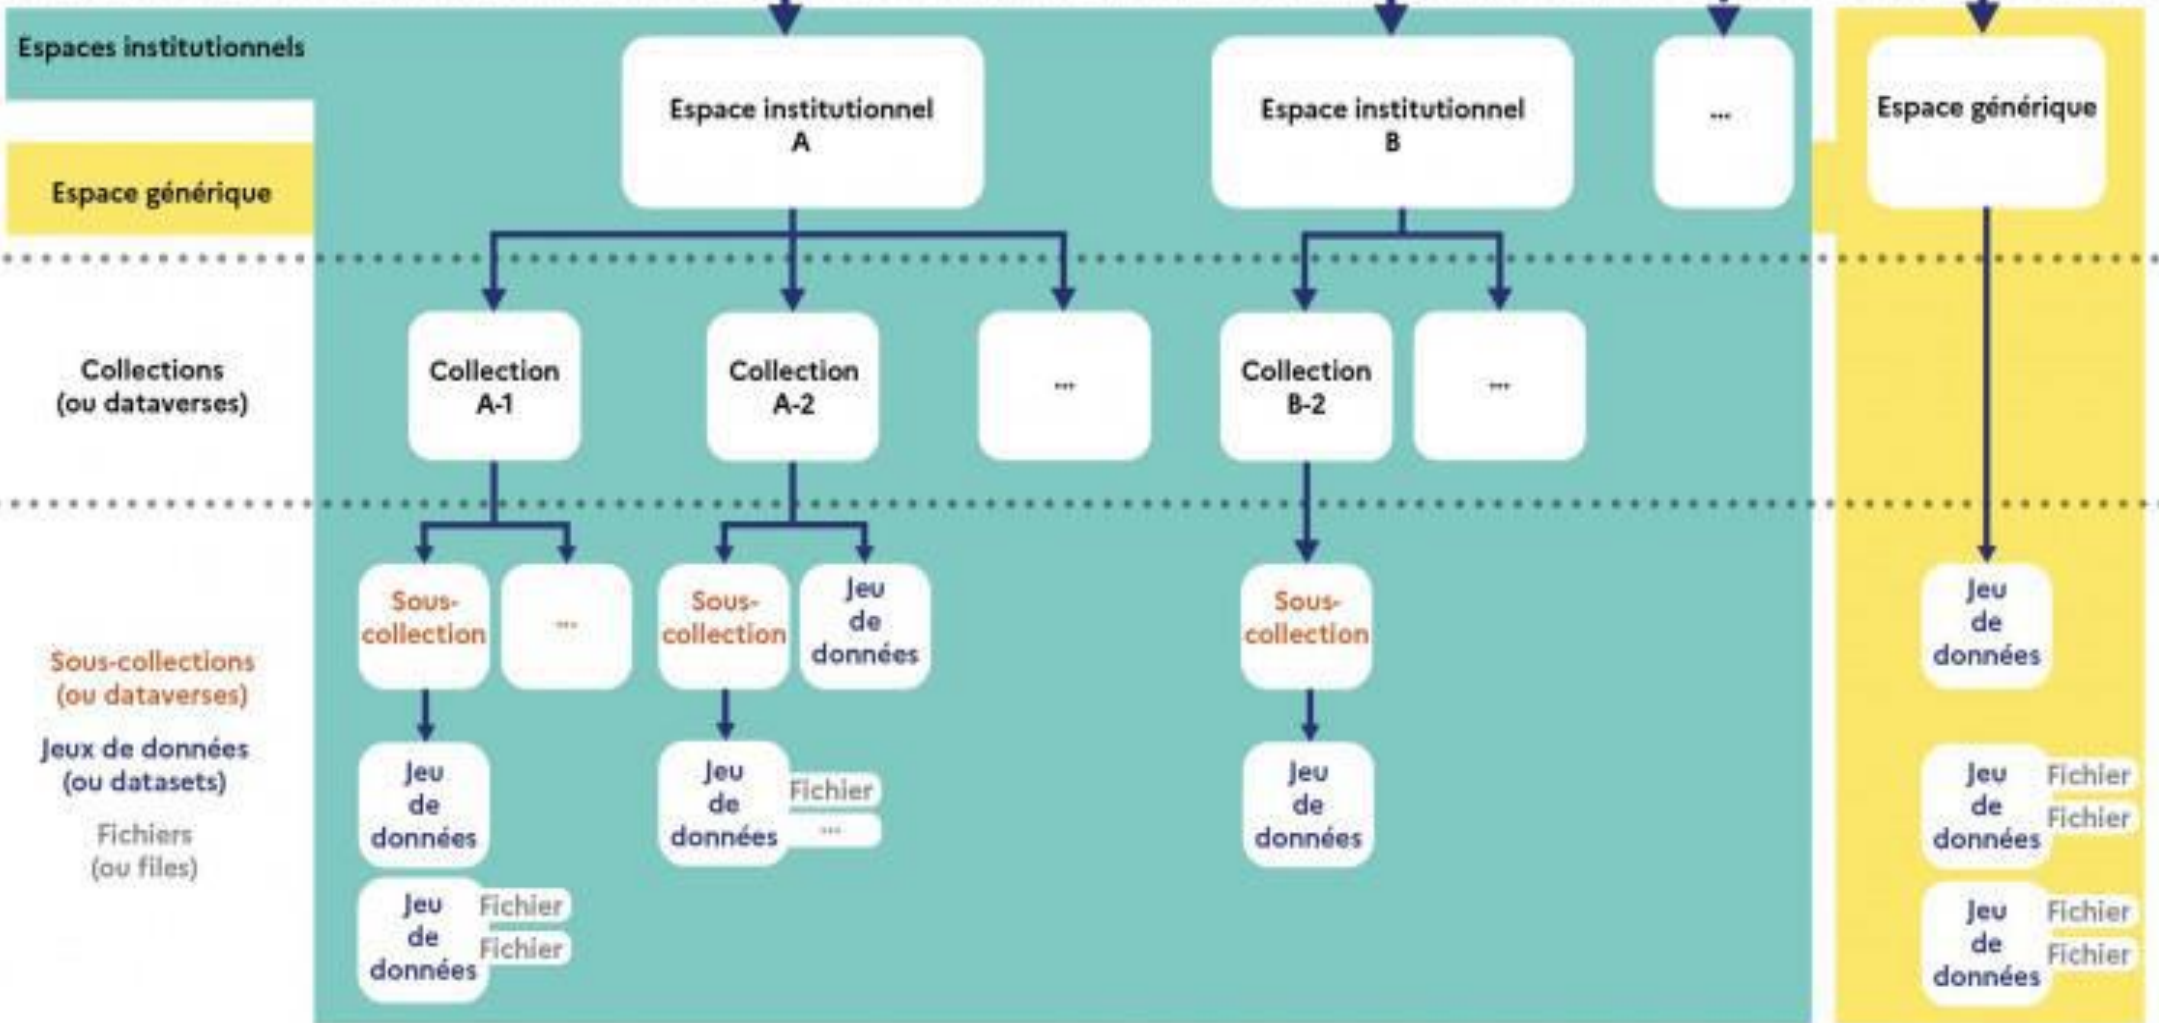 Espaces institutionnels
Espace institutionnel
A
Espace institutionnel
B
...
Espace générique
Espace générique
Collections
(ou dataverses)
Collection
A-1
Collection
A-2
...
Collection
B-2
...
Sous-
collection
...
Sous-
collection
Jeu
de
données
Sous-
collection
Jeu
de
données
Sous-collections
(ou dataverses)
Jeux de données
(ou datasets)
Fichiers
(ou files)
Jeu
de
données
Jeu
de
données
Fichier
...
Jeu
de
données
Jeu
de
données
Fichier
Fichier
Jeu
de
données
Fichier
Fichier
Jeu
de
données
Fichier
Fichier